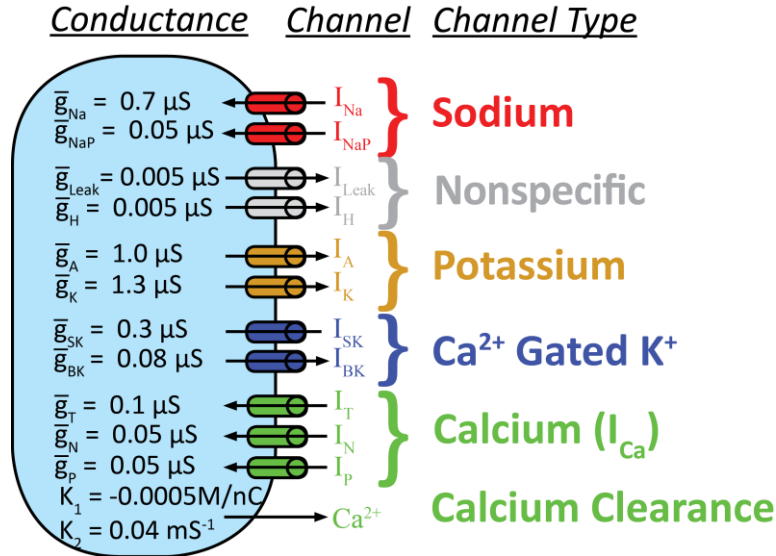 Conductance Channel Channel Type
g̅Na = 0.7 µS INa
g̅NaP = 0.05 µS INaP
Sodium
g̅Leak = 0.005 µS ILeak
g̅H = 0.005 µS IH
Nonspecific
g̅A = 1.0 µS IA
g̅K = 1.3 µS IK
Potassium
g̅SK = 0.3 µS ISK
g̅BK = 0.08 µS IBK
Ca²⁺ Gated K⁺
g̅T = 0.1 µS IT
g̅N = 0.05 µS IN
g̅P = 0.05 µS IP
Calcium (ICa)
K₁ = -0.0005M/nC
K₂ = 0.04 mS⁻¹ Ca²⁺
Calcium Clearance